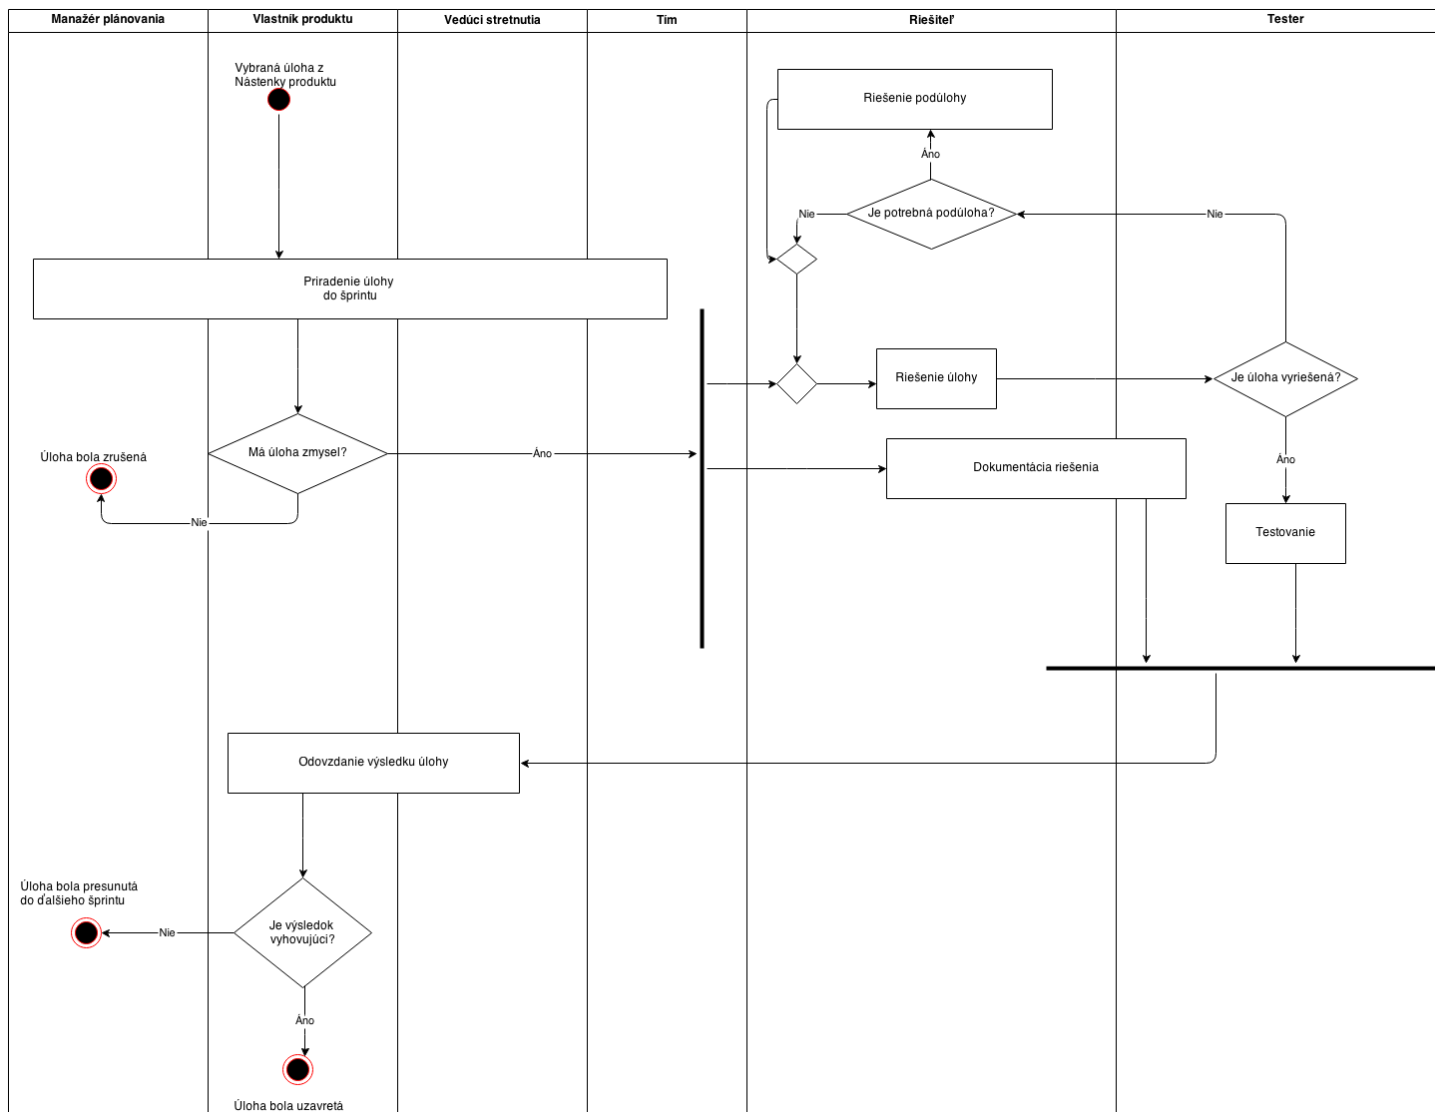 Manažér plánovania
Vlastník produktu
Vedúci stretnutia
Tím
Riešiteľ
Tester
Vybraná úloha z
Nástenky produktu
Riešenie podúlohy
Áno
Je potrebná podúloha?
Nie
Nie
Priradenie úlohy
do šprintu
Riešenie úlohy
Je úloha vyriešená?
Má úloha zmysel?
Áno
Úloha bola zrušená
Áno
Dokumentácia riešenia
Nie
Testovanie
Odovzdanie výsledku úlohy
Úloha bola presunutá
do ďalšieho šprintu
Je výsledok
vyhovujúci?
Nie
Áno
Úloha bola uzavretá